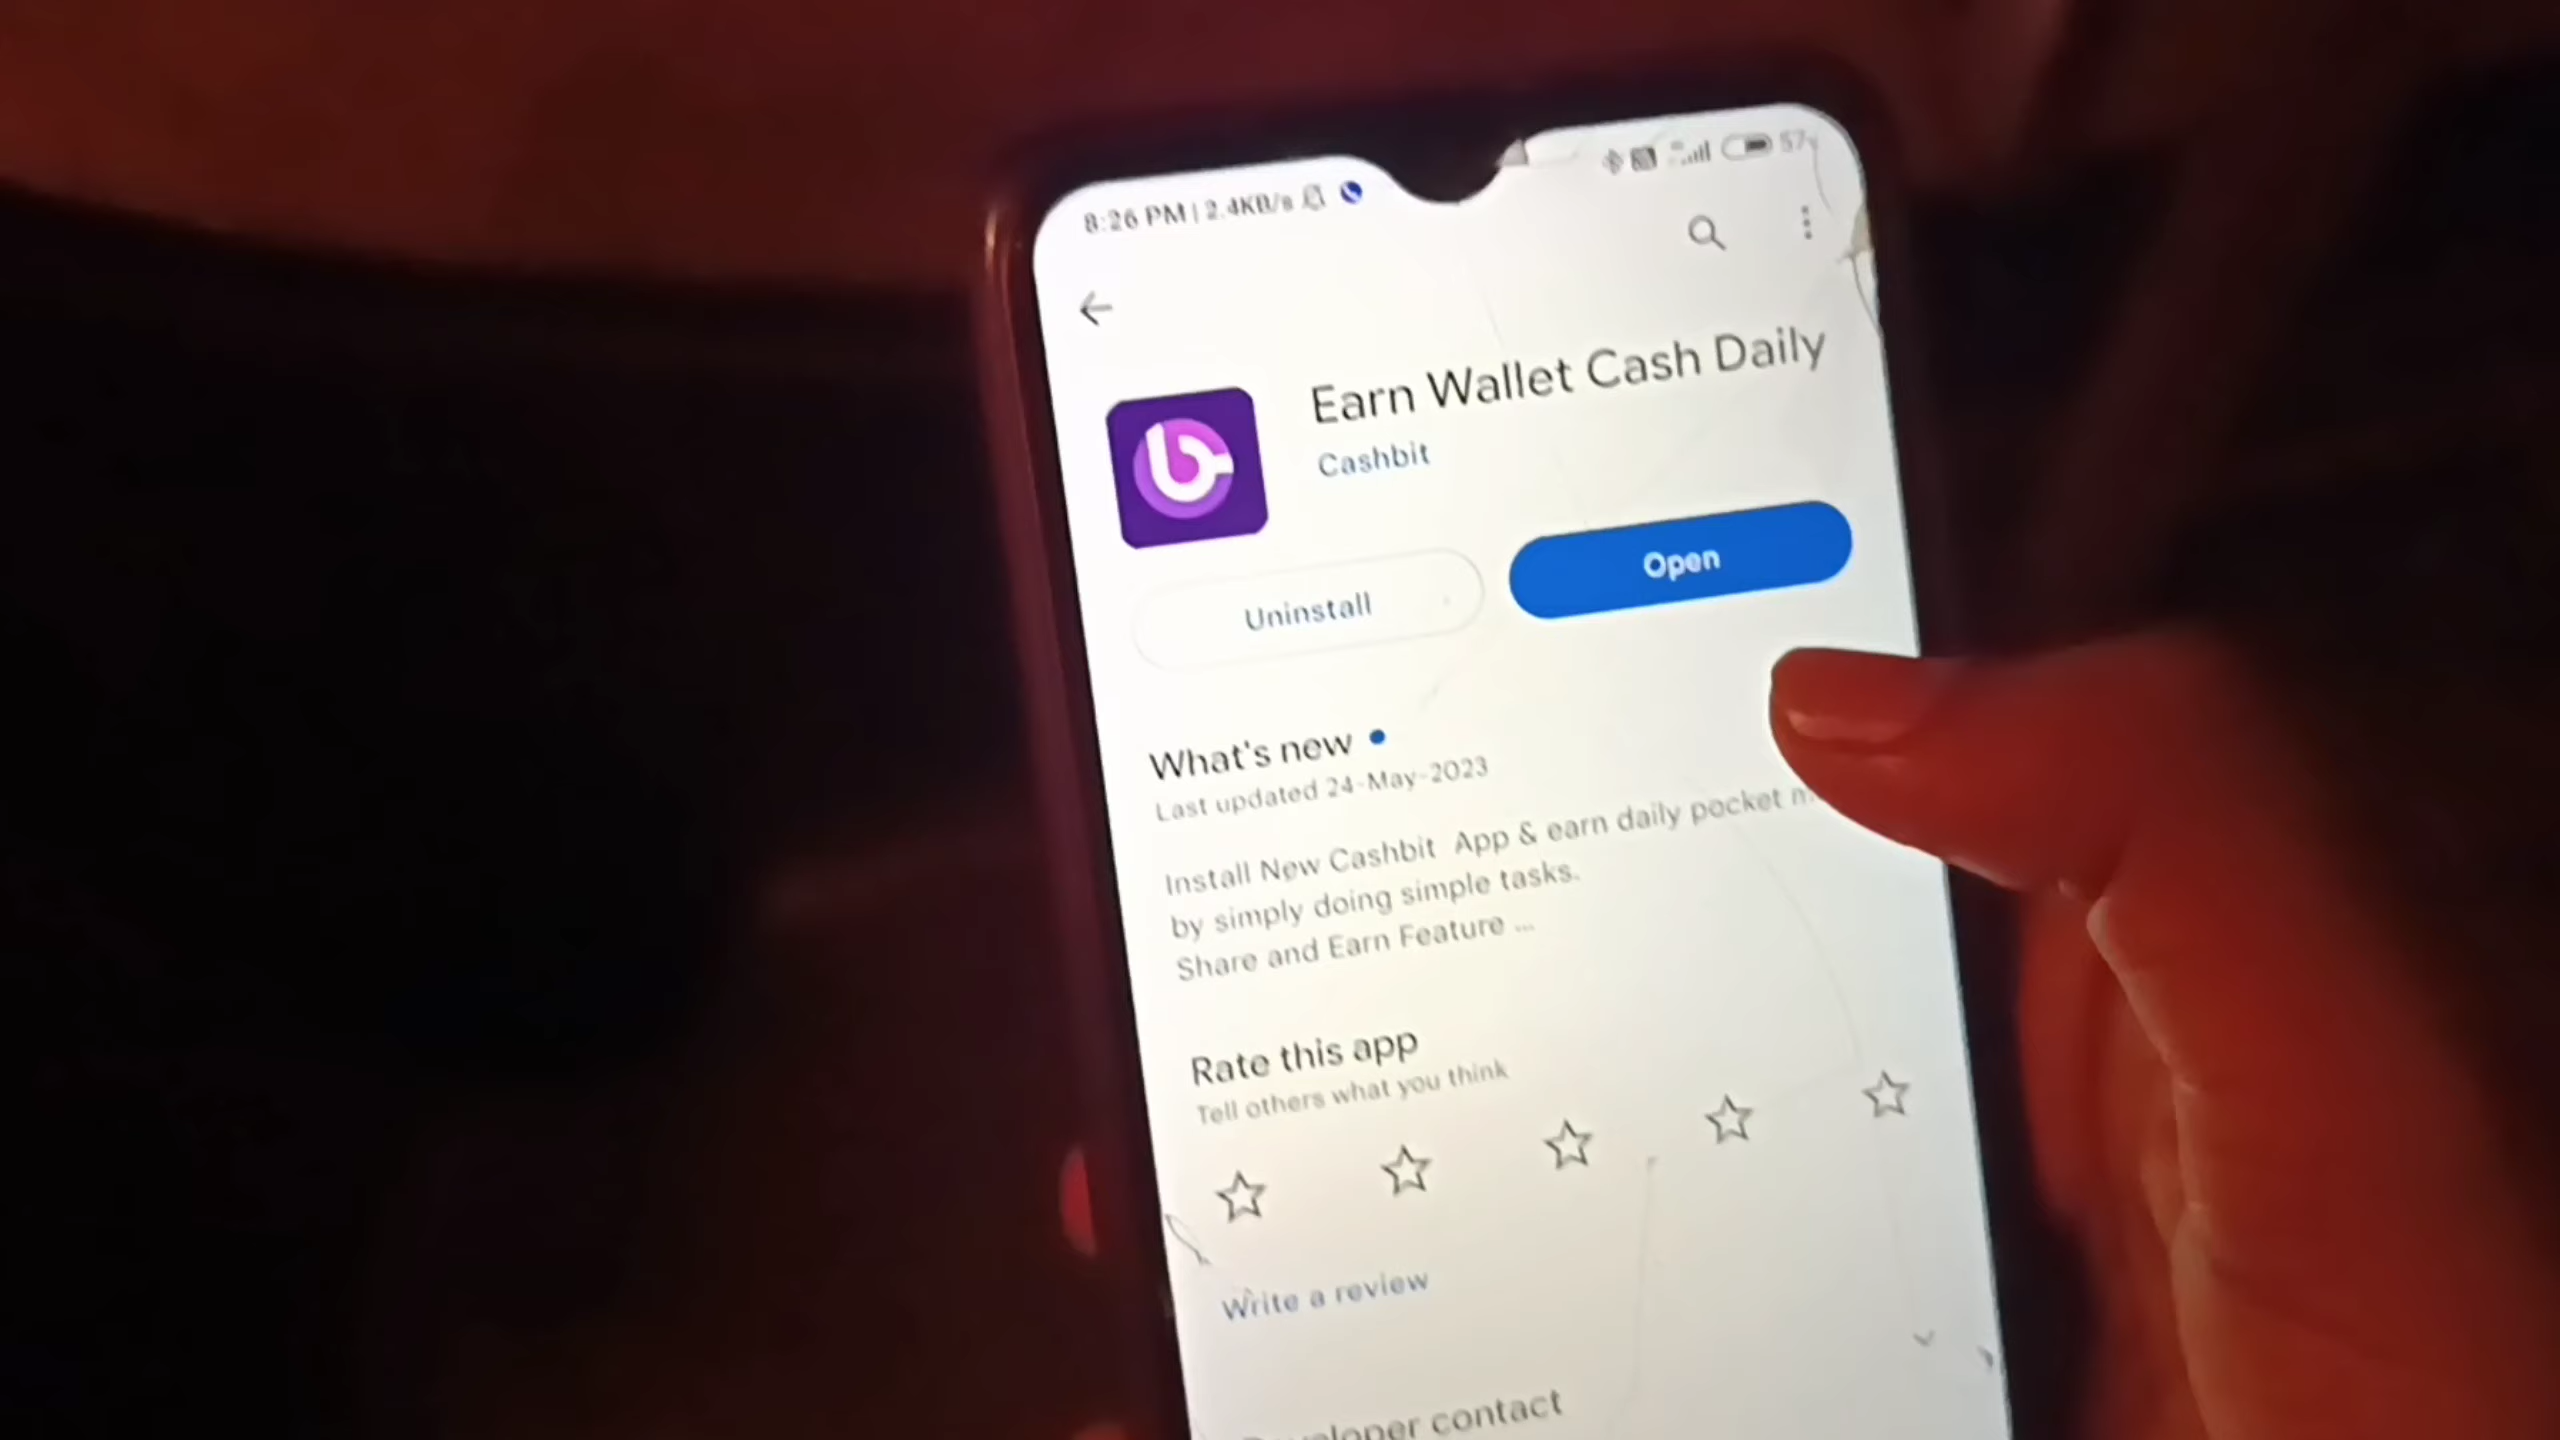 8:26 PM | 2.4KB/s
57
Earn Wallet Cash Daily
Cashbit
Uninstall
Open
What's new
Last updated 24-May-2023
Install New Cashbit App & earn daily pocket
by simply doing simple tasks.
Share and Earn Feature ...
Rate this app
Tell others what you think
Write a review
contact